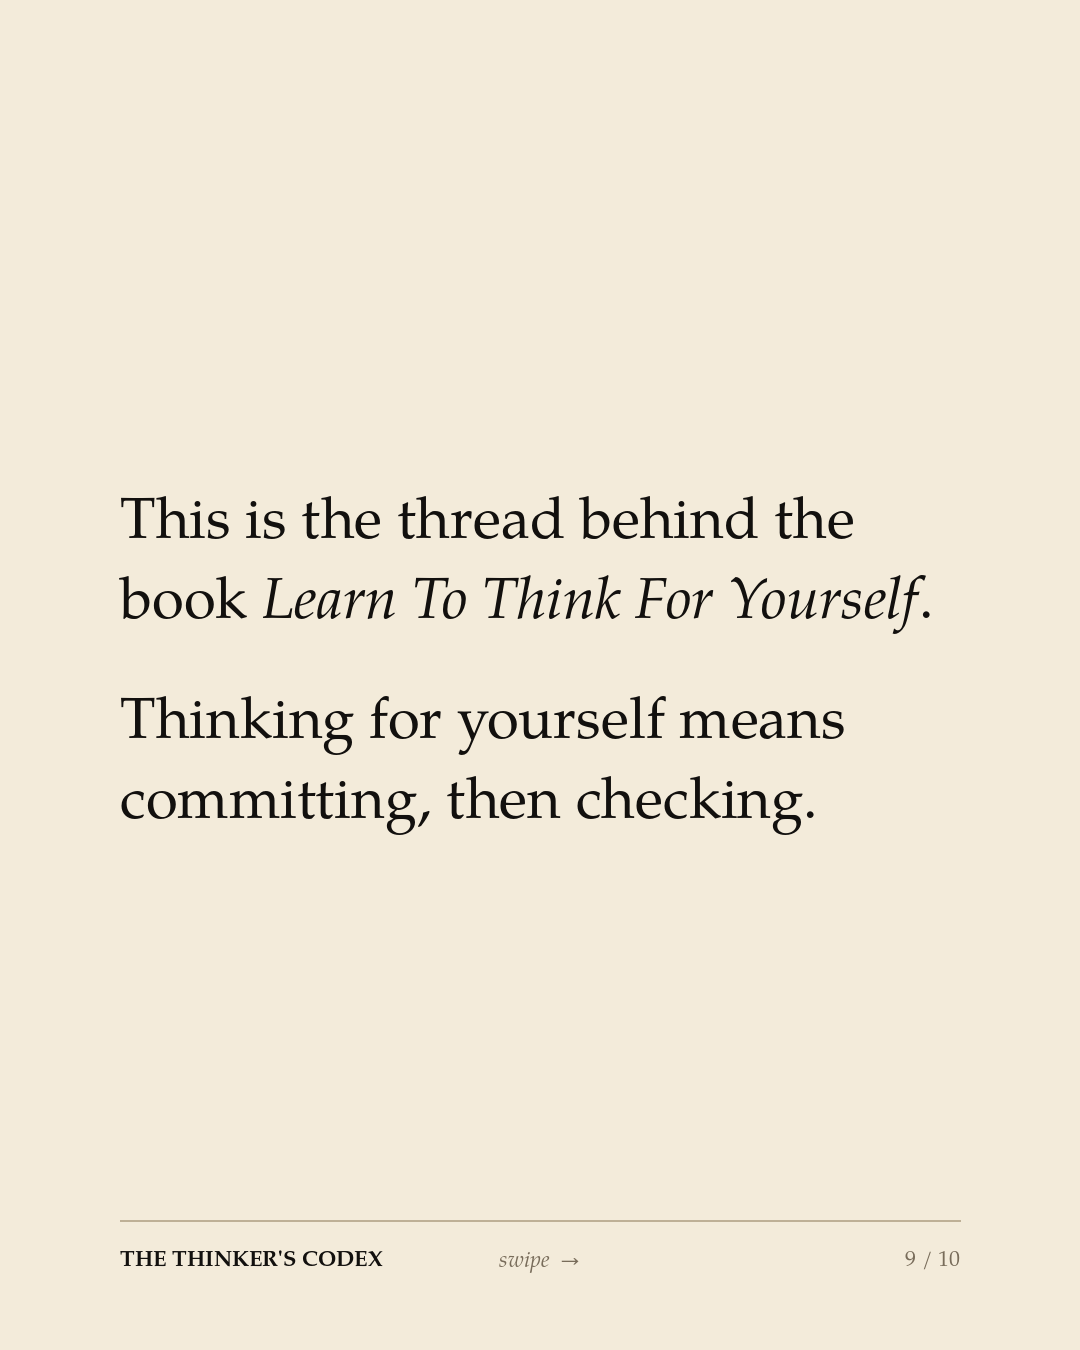 This is the thread behind the
book Learn To Think For Yourself.
Thinking for yourself means
committing, then checking.
THE THINKER'S CODEX
swipe →
9 / 10